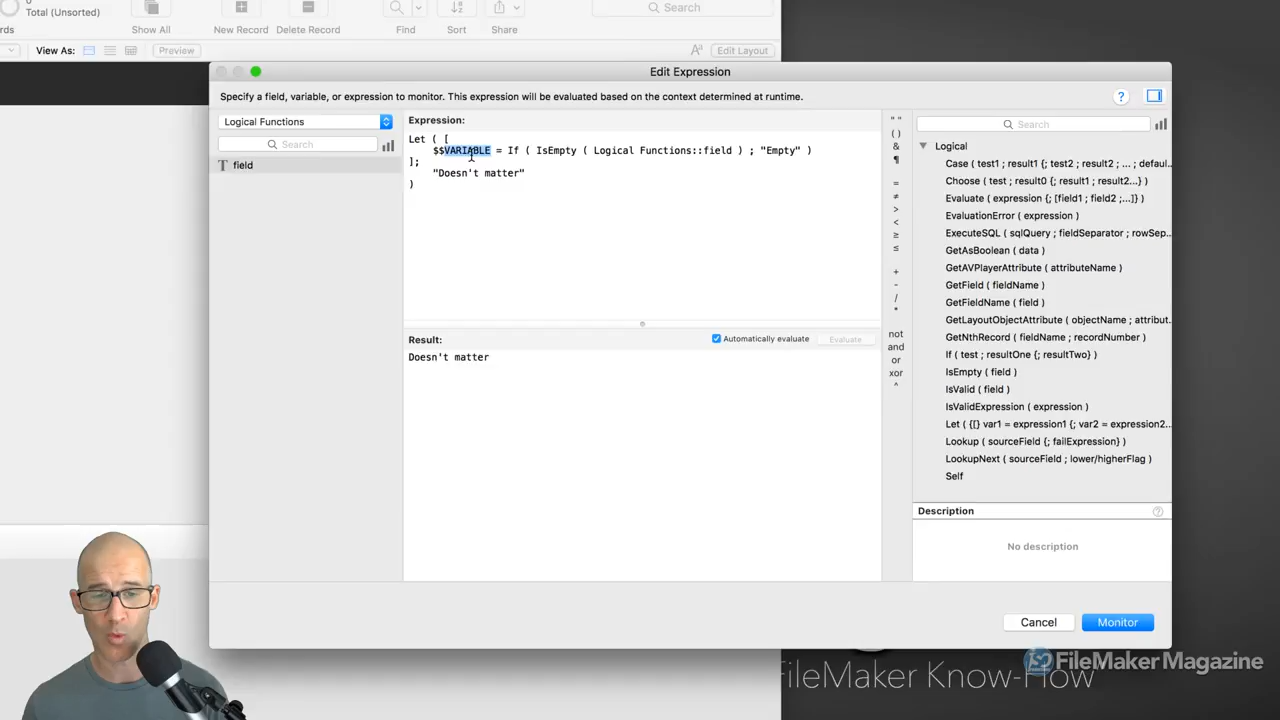 0
Total (Unsorted)
rds
Show All
New Record
Delete Record
Find
Sort
Share
Search
View As:
Preview
Aª
Edit Layout
Edit Expression
Specify a field, variable, or expression to monitor. This expression will be evaluated based on the context determined at runtime.
?
Logical Functions
Search
T field
Expression:
Let ( [
$$VARIABLE = If ( IsEmpty ( Logical Functions::field ) ; "Empty" )
];
"Doesn't matter"
)
Result:
Automatically evaluate
Evaluate
Doesn't matter
" "
( )
&
¶
=
≠
>
<
≥
≤
+
-
/
*
not
and
or
xor
^
Search
Logical
Case ( test1 ; result1 {; test2 ; result2 ; ... ; defaul...
Choose ( test ; result0 {; result1 ; result2...} )
Evaluate ( expression {; [field1 ; field2 ;...]} )
EvaluationError ( expression )
ExecuteSQL ( sqlQuery ; fieldSeparator ; rowSep...
GetAsBoolean ( data )
GetAVPlayerAttribute ( attributeName )
GetField ( fieldName )
GetFieldName ( field )
GetLayoutObjectAttribute ( objectName ; attribut...
GetNthRecord ( fieldName ; recordNumber )
If ( test ; resultOne {; resultTwo} )
IsEmpty ( field )
IsValid ( field )
IsValidExpression ( expression )
Let ( {[} var1 = expression1 {; var2 = expression2...
Lookup ( sourceField {; failExpression} )
LookupNext ( sourceField ; lower/higherFlag )
Self
Description
?
No description
Cancel
Monitor
FileMaker Magazine
FileMaker Know-Flow